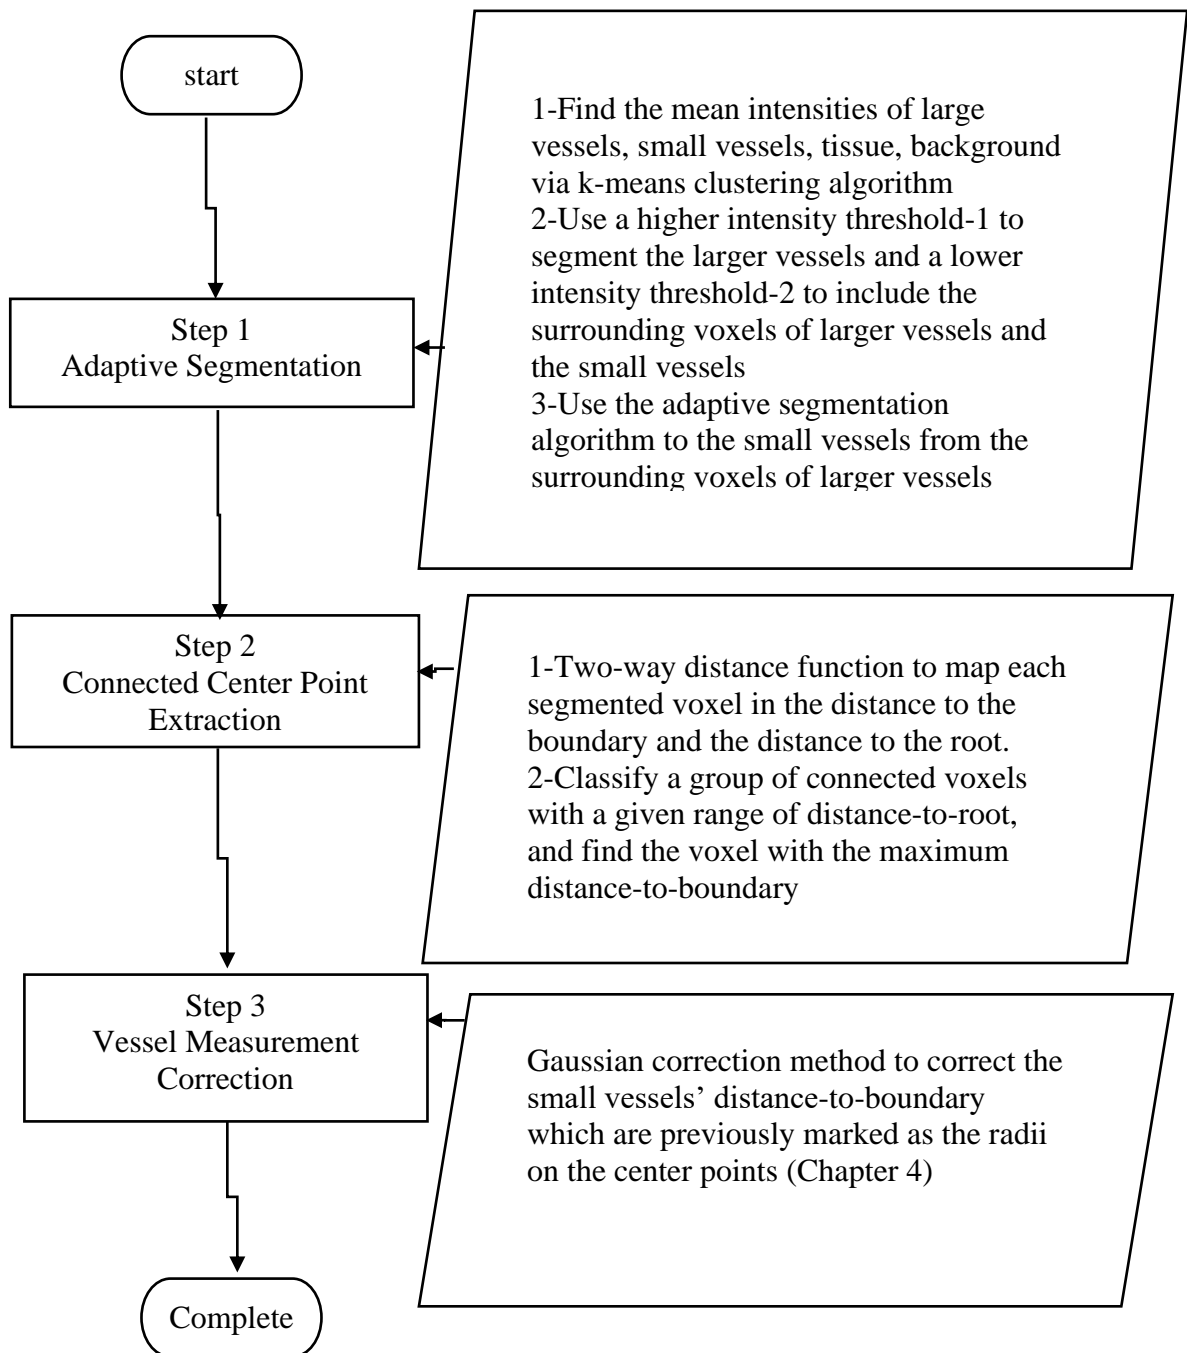 start
1-Find the mean intensities of large
vessels, small vessels, tissue, background
via k-means clustering algorithm
2-Use a higher intensity threshold-1 to
segment the larger vessels and a lower
intensity threshold-2 to include the
surrounding voxels of larger vessels and
the small vessels
3-Use the adaptive segmentation
algorithm to the small vessels from the
surrounding voxels of larger vessels
Step 1
Adaptive Segmentation
Step 2
Connected Center Point
Extraction
1-Two-way distance function to map each
segmented voxel in the distance to the
boundary and the distance to the root.
2-Classify a group of connected voxels
with a given range of distance-to-root,
and find the voxel with the maximum
distance-to-boundary
Step 3
Vessel Measurement
Correction
Gaussian correction method to correct the
small vessels’ distance-to-boundary
which are previously marked as the radii
on the center points (Chapter 4)
Complete